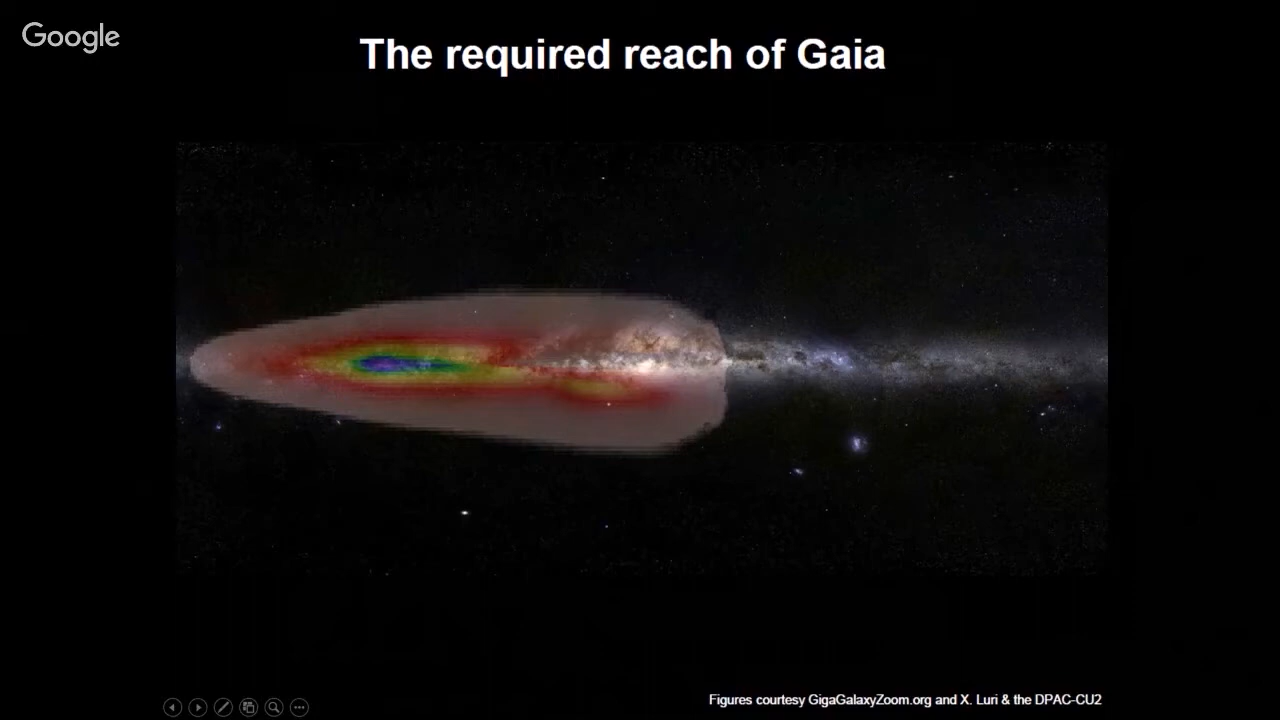 Google
The required reach of Gaia
Figures courtesy GigaGalaxyZoom.org and X. Luri & the DPAC-CU2